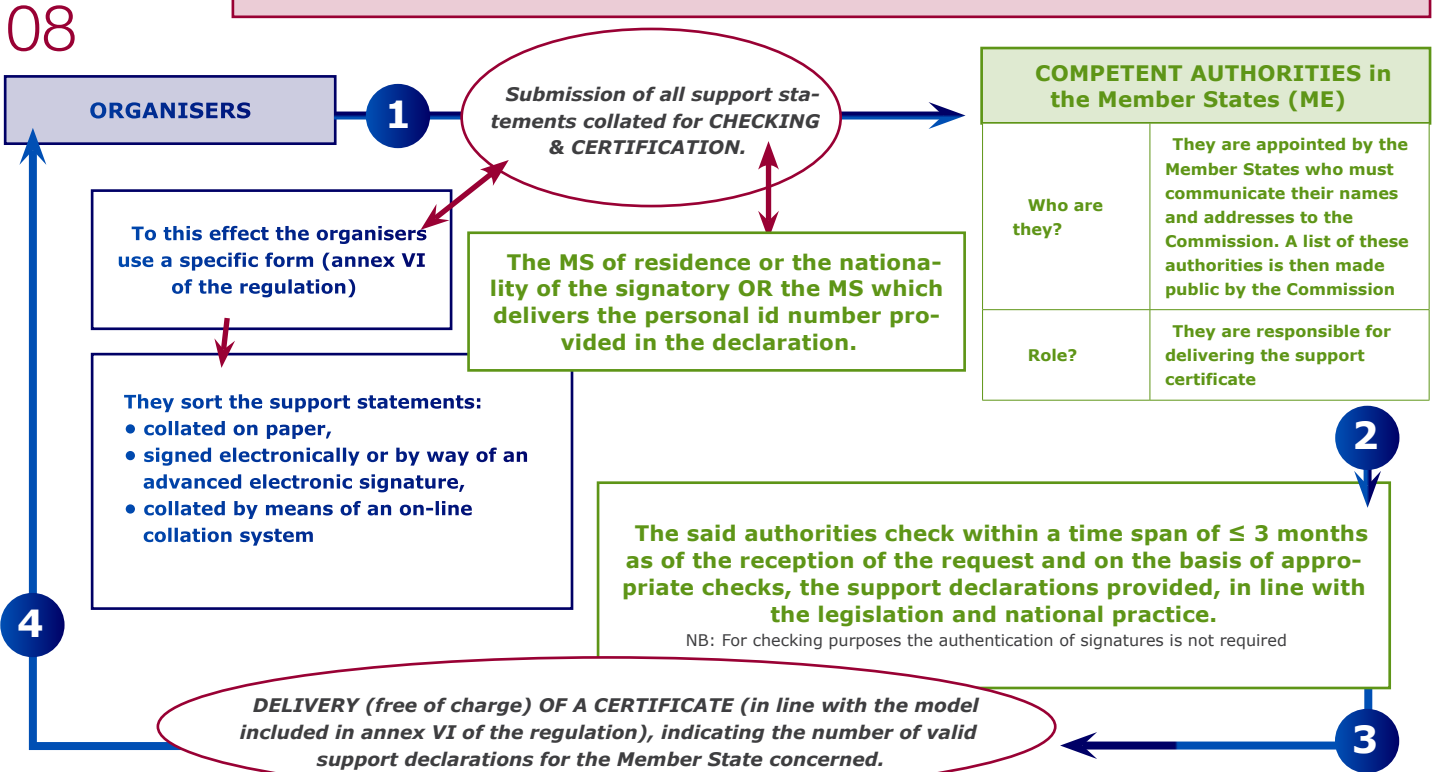 08
ORGANISERS
1
Submission of all support sta-
tements collated for CHECKING
& CERTIFICATION.
COMPETENT AUTHORITIES in
the Member States (ME)
Who are
they?
They are appointed by the
Member States who must
communicate their names
and addresses to the
Commission. A list of these
authorities is then made
public by the Commission
Role?
They are responsible for
delivering the support
certificate
To this effect the organisers
use a specific form (annex VI
of the regulation)
The MS of residence or the nationa-
lity of the signatory OR the MS which
delivers the personal id number pro-
vided in the declaration.
They sort the support statements:
• collated on paper,
• signed electronically or by way of an
advanced electronic signature,
• collated by means of an on-line
collation system
2
The said authorities check within a time span of ≤ 3 months
as of the reception of the request and on the basis of appro-
priate checks, the support declarations provided, in line with
the legislation and national practice.
NB: For checking purposes the authentication of signatures is not required
3
DELIVERY (free of charge) OF A CERTIFICATE (in line with the model
included in annex VI of the regulation), indicating the number of valid
support declarations for the Member State concerned.
4